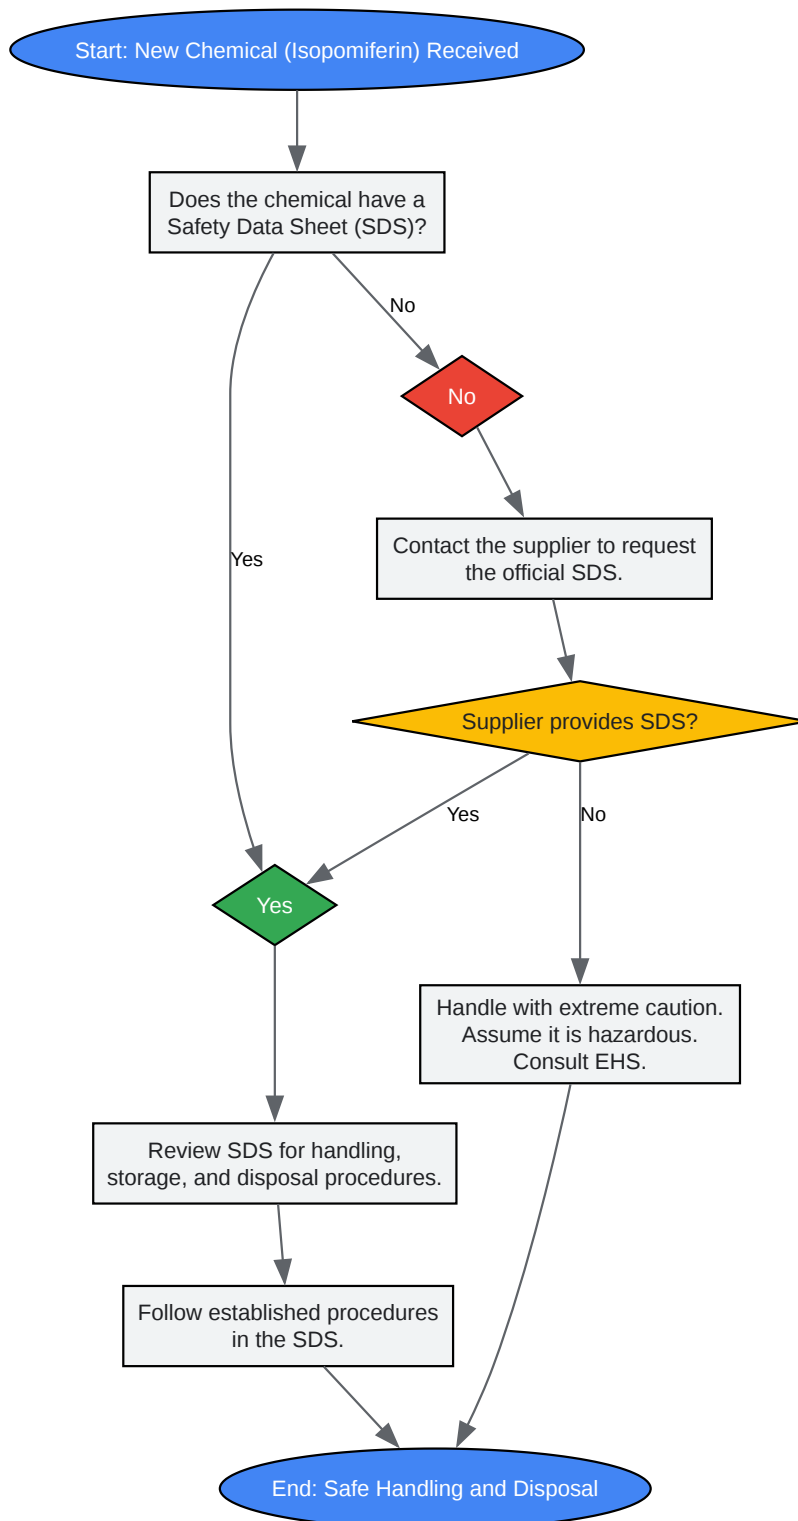 Start: New Chemical (Isopomiferin) Received
Does the chemical have a
Safety Data Sheet (SDS)?
No
No
Contact the supplier to request
the official SDS.
Yes
Supplier provides SDS?
Yes
No
Yes
Handle with extreme caution.
Assume it is hazardous.
Consult EHS.
Review SDS for handling,
storage, and disposal procedures.
Follow established procedures
in the SDS.
End: Safe Handling and Disposal